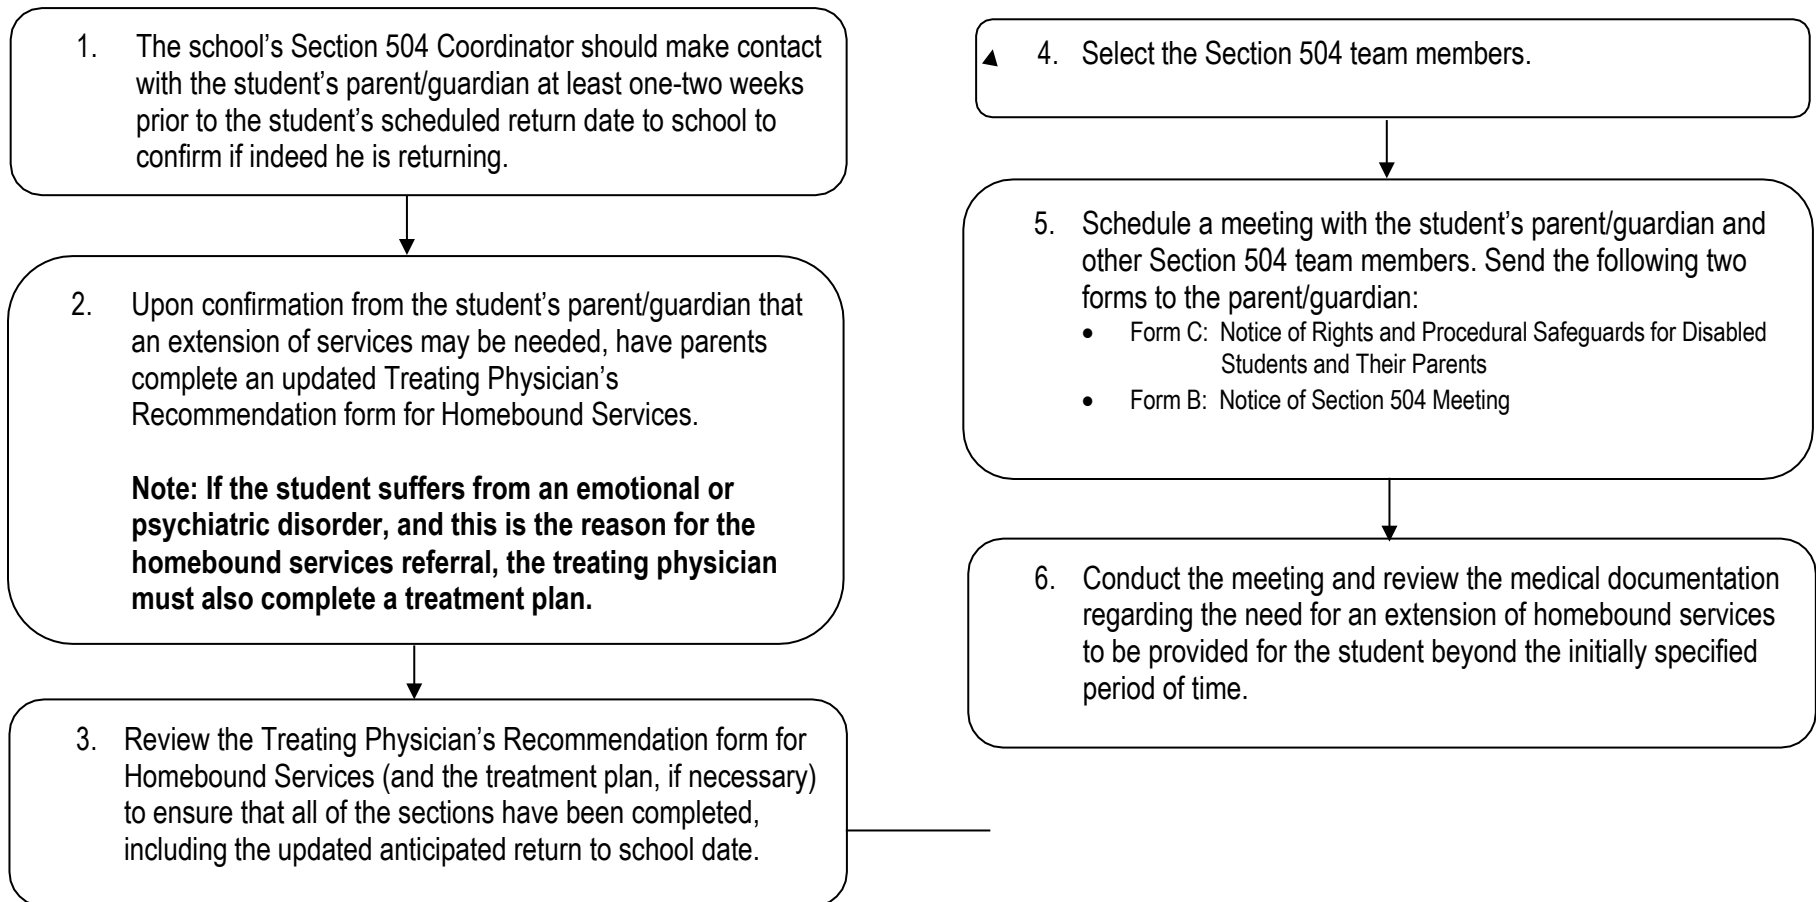 1. The school’s Section 504 Coordinator should make contact
with the student’s parent/guardian at least one-two weeks
prior to the student’s scheduled return date to school to
confirm if indeed he is returning.
2. Upon confirmation from the student’s parent/guardian that
an extension of services may be needed, have parents
complete an updated Treating Physician’s
Recommendation form for Homebound Services.
Note: If the student suffers from an emotional or
psychiatric disorder, and this is the reason for the
homebound services referral, the treating physician
must also complete a treatment plan.
3. Review the Treating Physician’s Recommendation form for
Homebound Services (and the treatment plan, if necessary)
to ensure that all of the sections have been completed,
including the updated anticipated return to school date.
4. Select the Section 504 team members.
5. Schedule a meeting with the student’s parent/guardian and
other Section 504 team members. Send the following two
forms to the parent/guardian:
• Form C: Notice of Rights and Procedural Safeguards for Disabled
Students and Their Parents
• Form B: Notice of Section 504 Meeting
6. Conduct the meeting and review the medical documentation
regarding the need for an extension of homebound services
to be provided for the student beyond the initially specified
period of time.